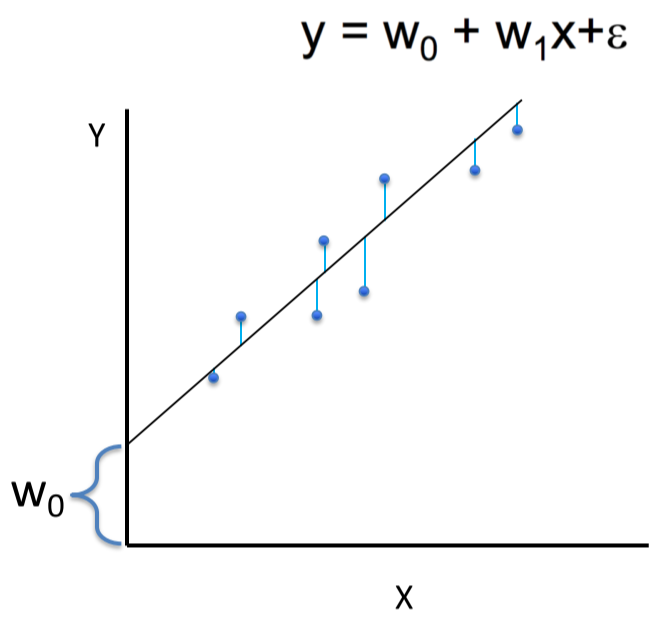 y = w₀ + w₁x+ε
Y
w₀
X